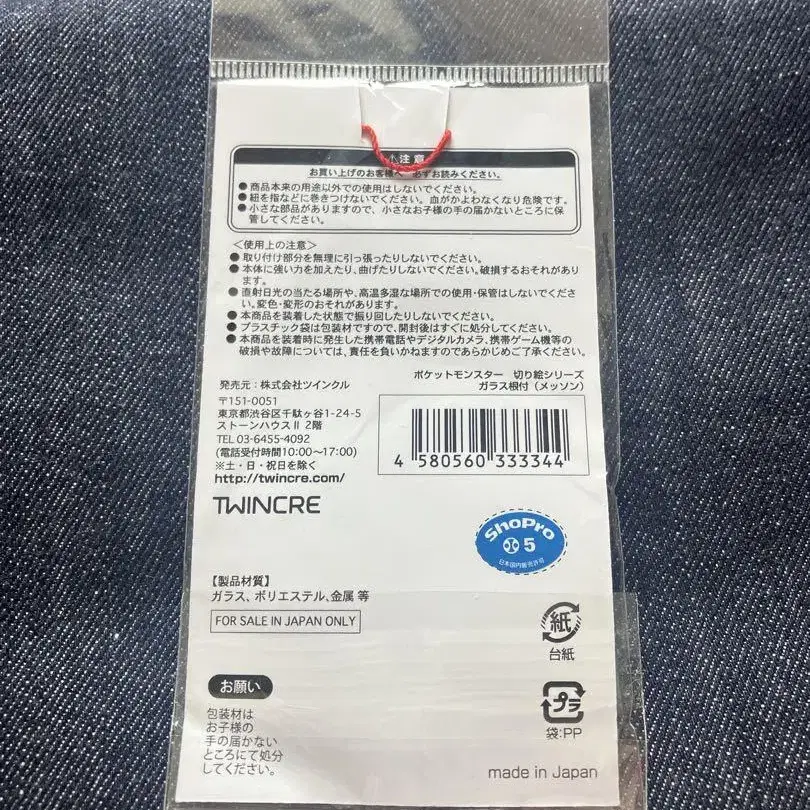 ⚠注意
お買い上げのお客様へ 必ずお読みください。
●商品本来の用途以外での使用はしないでください。
●紐を指などに巻きつけないでください。血がかよわなくなり危険です。
●小さな部品がありますので、小さなお子様の手の届かないところに保
管してください。
＜使用上の注意＞
●取り付け部分を無理に引っ張ったりしないでください。
●本体に強い力を加えたり、曲げたりしないでください。破損するおそれがあり
ます。
●直射日光の当たる場所や、高温多湿な場所での使用・保管はしないでくださ
い。変色・変形のおそれがあります。
●本商品を装着した状態で振り回したりしないでください。
●プラスチック袋は包装材ですので、開封後はすぐに処分してください。
●本商品を装着時に発生した携帯電話やデジタルカメラ、携帯ゲーム機等の
破損や故障については、責任を負いかねますのであらかじめご了承ください。
ポケットモンスター 切り絵シリーズ
ガラス根付（メッソン）
4 580560 333344
発売元：株式会社ツインクル
〒151-0051
東京都渋谷区千駄ヶ谷1-24-5
ストーンハウスⅡ 2階
TEL 03-6455-4092
(電話受付時間10:00〜17:00)
※土・日・祝日を除く
http://twincre.com/
TWINCRE
ShoPro
5
日本国内販売許可
【製品材質】
ガラス、ポリエステル、金属 等
FOR SALE IN JAPAN ONLY
紙
台紙
お願い
包装材は
お子様の
手の届かない
ところにて処分
してください。
プラ
袋:PP
made in Japan